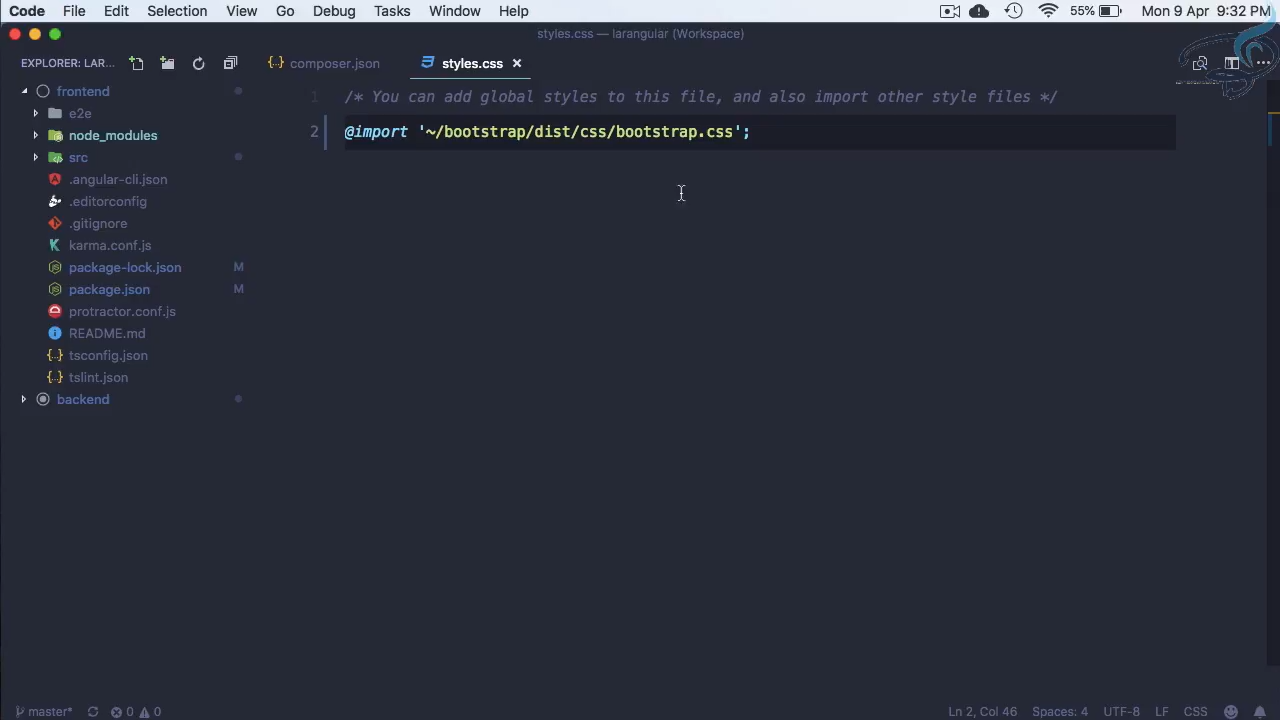 Code File Edit Selection View Go Debug Tasks Window Help 55% Mon 9 Apr 9:32 PM
styles.css — larangular (Workspace)
EXPLORER: LAR... composer.json styles.css
frontend
e2e
node_modules
src
.angular-cli.json
.editorconfig
.gitignore
karma.conf.js
package-lock.json M
package.json M
protractor.conf.js
README.md
tsconfig.json
tslint.json
backend
1 /* You can add global styles to this file, and also import other style files */
2 @import '~/bootstrap/dist/css/bootstrap.css';
master* 0 0 Ln 2, Col 46 Spaces: 4 UTF-8 LF CSS